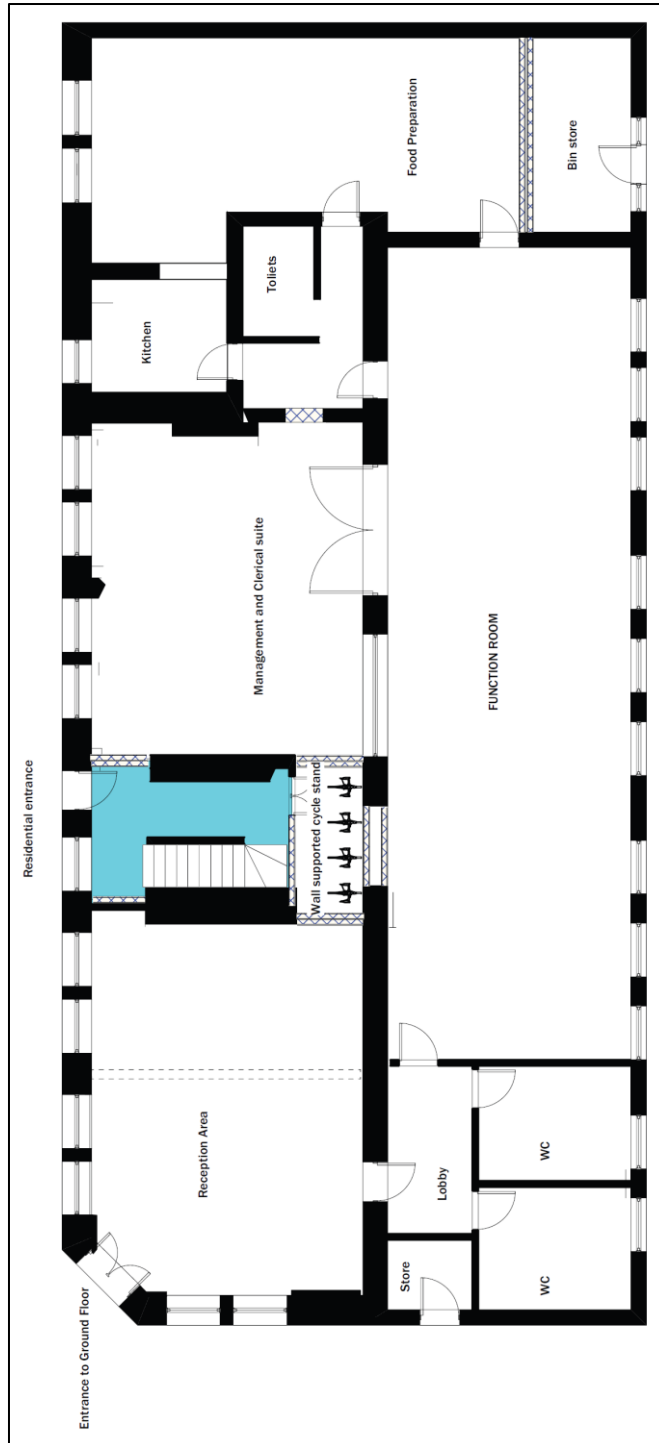 Food Preparation
Bin store
Toliets
Kitchen
Management and Clerical suite
FUNCTION ROOM
Residential entrance
Wall supported cycle stand
Reception Area
Lobby
WC
Store
WC
Entrance to Ground Floor